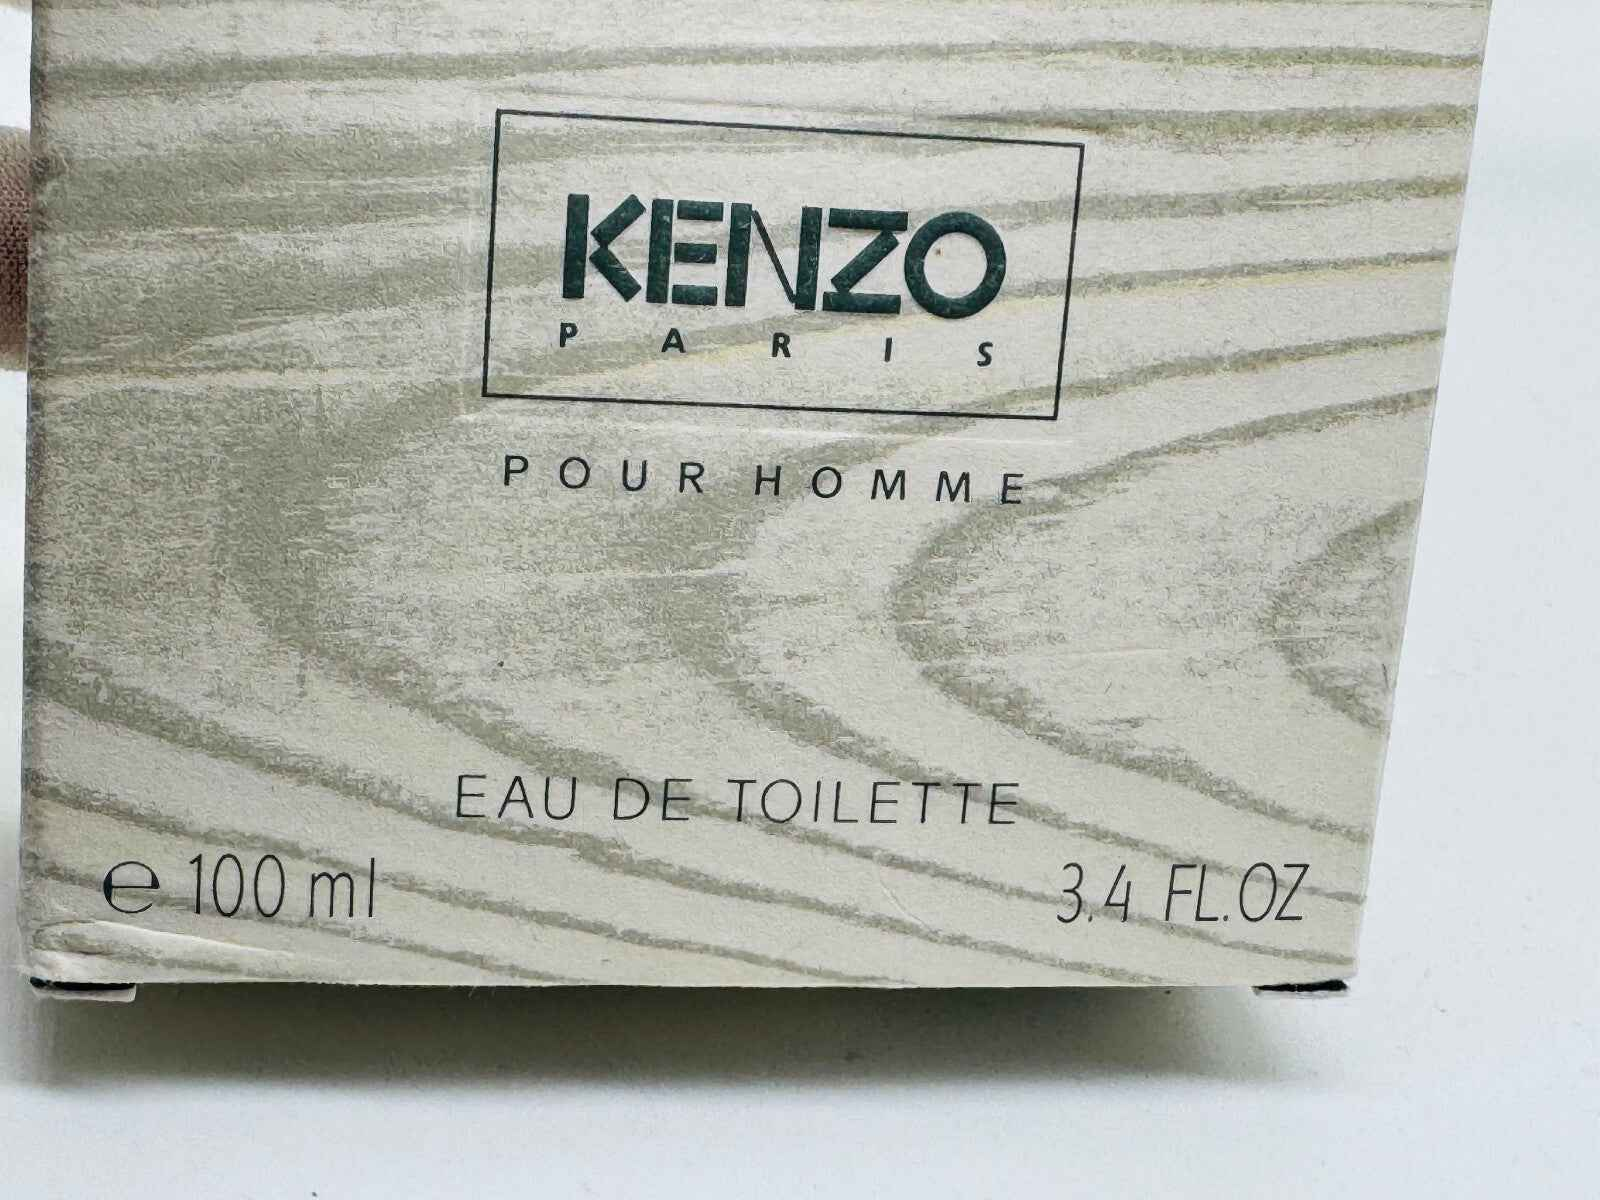 KENZO
PARIS
POUR HOMME
EAU DE TOILETTE
℮ 100 ml 3.4 FL.OZ